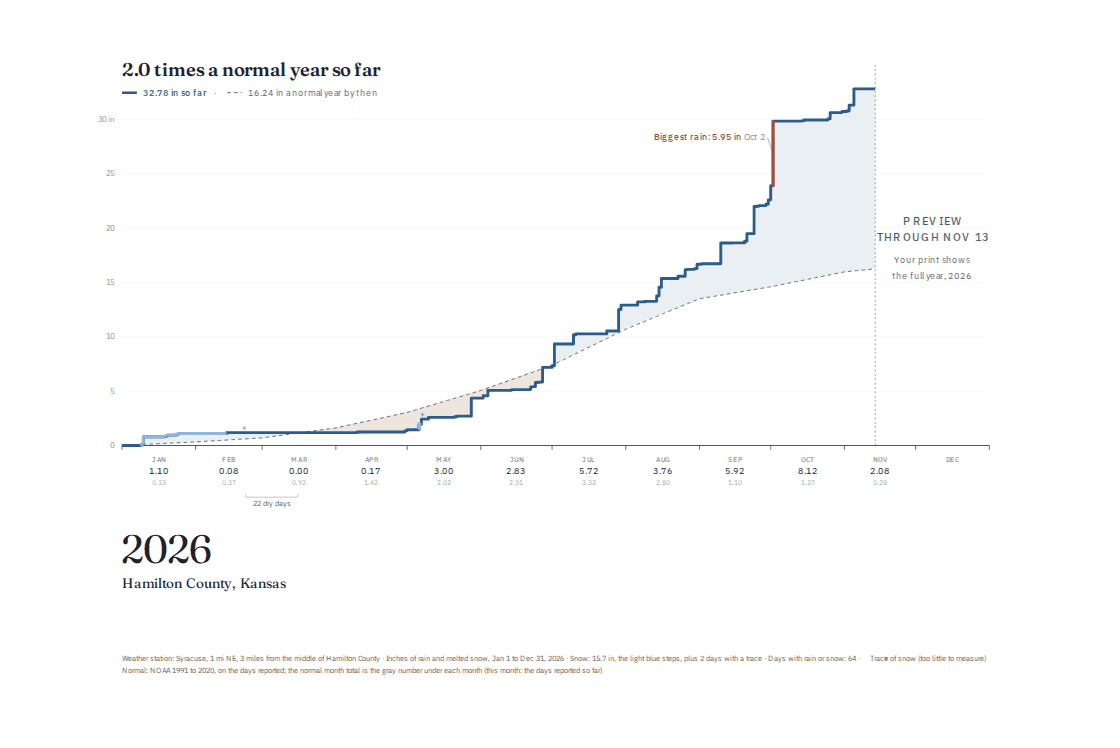 2.0 times a normal year so far
32.78 in so far · 16.24 in a normal year by then
30 in
25
20
15
10
5
0
Biggest rain: 5.95 in Oct 2
PREVIEW
THROUGH NOV 13
Your print shows
the full year, 2026
JAN FEB MAR APR MAY JUN JUL AUG SEP OCT NOV DEC
1.10 0.08 0.00 0.17 3.00 2.83 5.72 3.76 5.92 8.12 2.08
0.33 0.37 0.92 1.42 2.02 2.31 3.32 2.80 1.10 1.37 0.28
22 dry days
2026
Hamilton County, Kansas
Weather station: Syracuse, 1 mi NE, 3 miles from the middle of Hamilton County · Inches of rain and melted snow, Jan 1 to Dec 31, 2026 · Snow: 15.7 in, the light blue steps, plus 2 days with a trace · Days with rain or snow: 64 · Trace of snow (too little to measure)
Normal: NOAA 1991 to 2020, on the days reported; the normal month total is the gray number under each month (this month: the days reported so far)